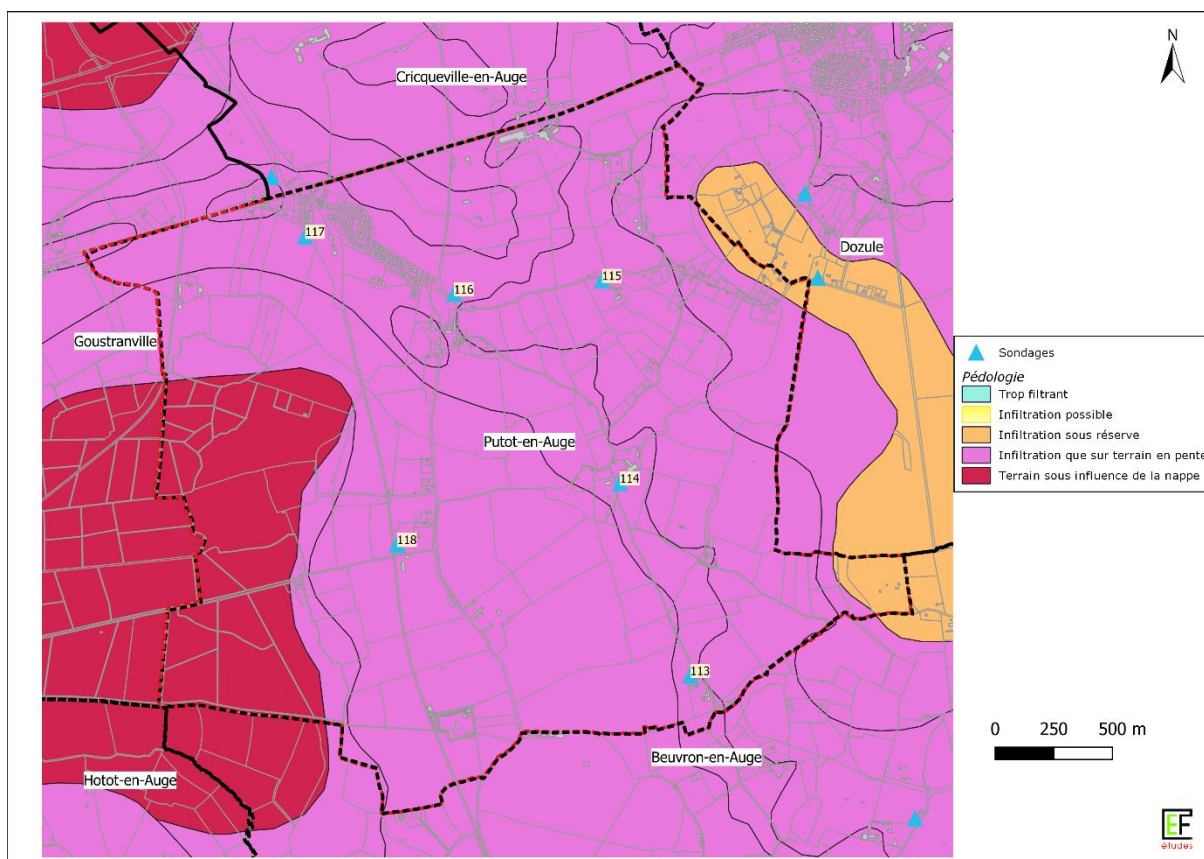 N
Cricqueville-en-Auge
117
Dozule
115
116
Goustranville
Sondages
Pédologie
Trop filtrant
Infiltration possible
Infiltration sous réserve
Infiltration que sur terrain en pente
Terrain sous influence de la nappe
Putot-en-Auge
114
118
113
0 250 500 m
Beuvron-en-Auge
Hotot-en-Auge
EF
études